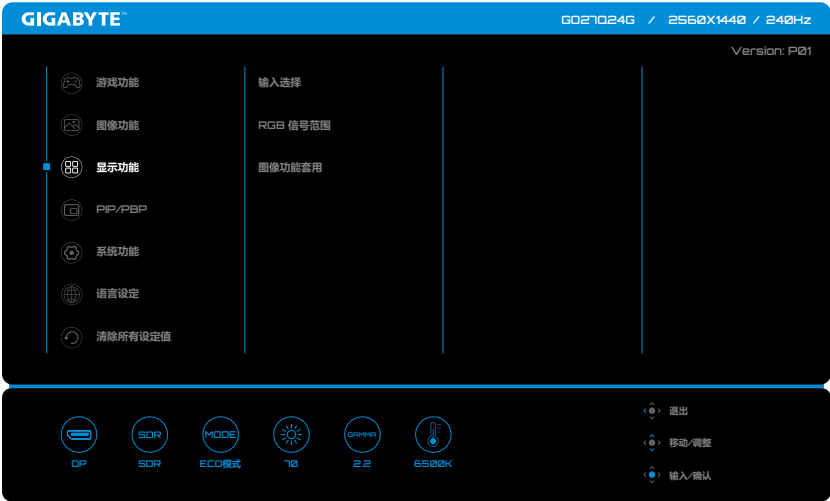 GIGABYTE™
GO27Q24G / 2560X1440 / 240Hz
Version: P01
游戏功能
输入选择
图像功能
RGB 信号范围
显示功能
图像功能套用
PIP/PBP
系统功能
语言设定
清除所有设定值
退出
SDR
MODE
GAMMA
移动/调整
DP
SDR
ECO模式
70
2.2
6500K
输入/确认